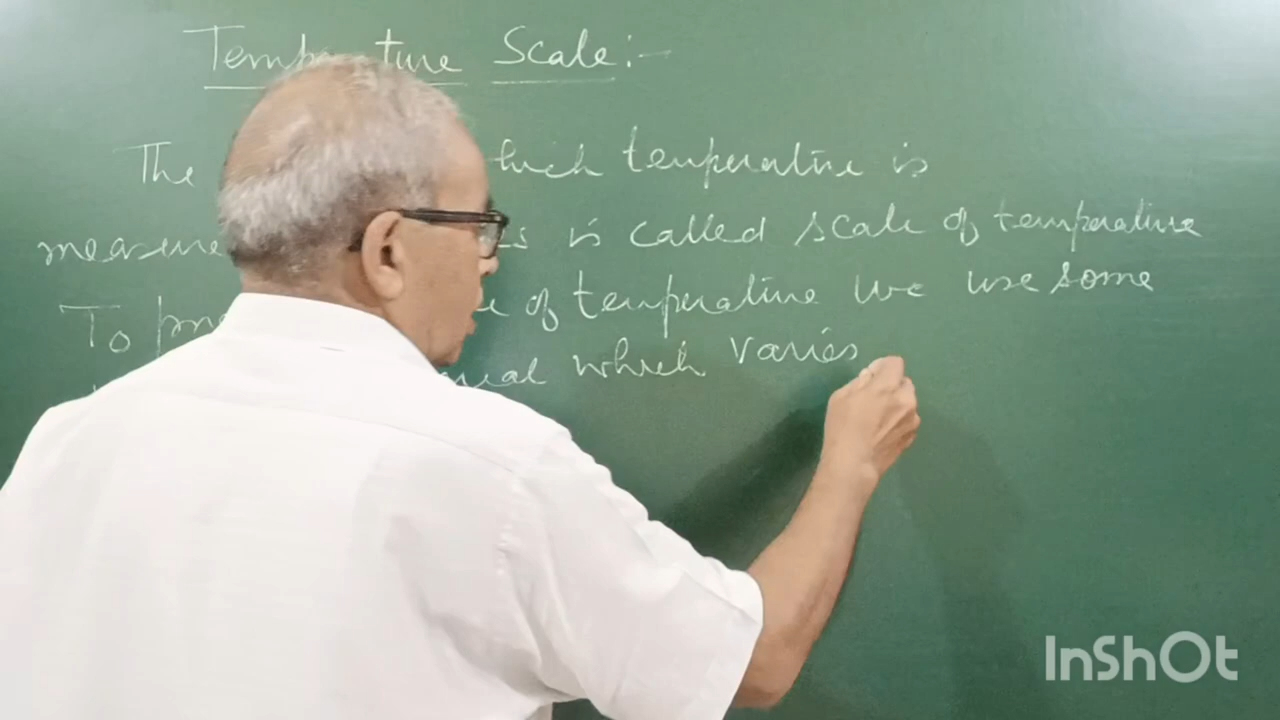 Temperature Scale:-
The which temperature is
measure is called scale of temperature
To of temperature we use some
which varies
InShOt